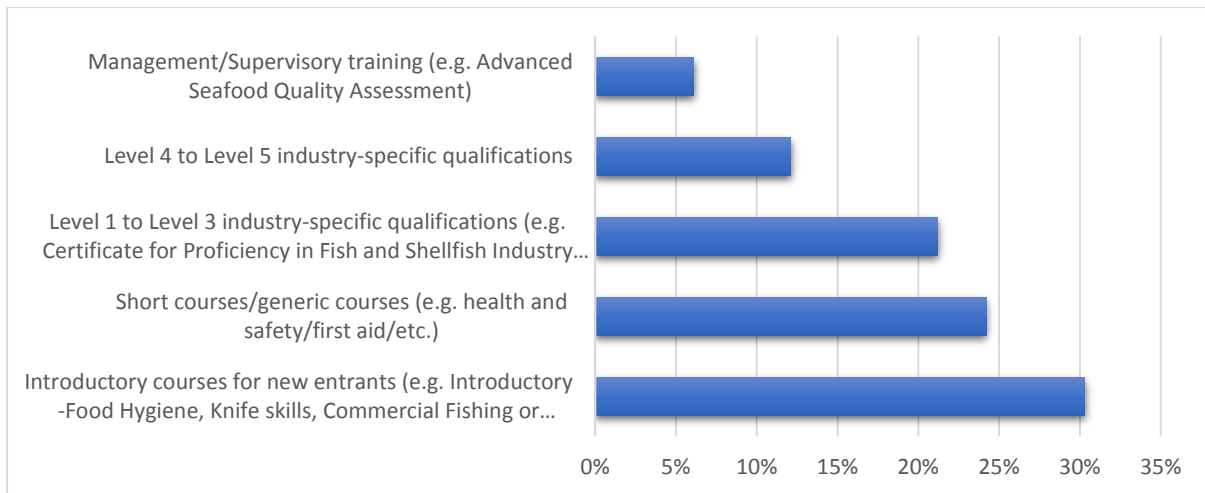 Management/Supervisory training (e.g. Advanced
Seafood Quality Assessment)
Level 4 to Level 5 industry-specific qualifications
Level 1 to Level 3 industry-specific qualifications (e.g.
Certificate for Proficiency in Fish and Shellfish Industry…
Short courses/generic courses (e.g. health and
safety/first aid/etc.)
Introductory courses for new entrants (e.g. Introductory
-Food Hygiene, Knife skills, Commercial Fishing or…
0% 5% 10% 15% 20% 25% 30% 35%